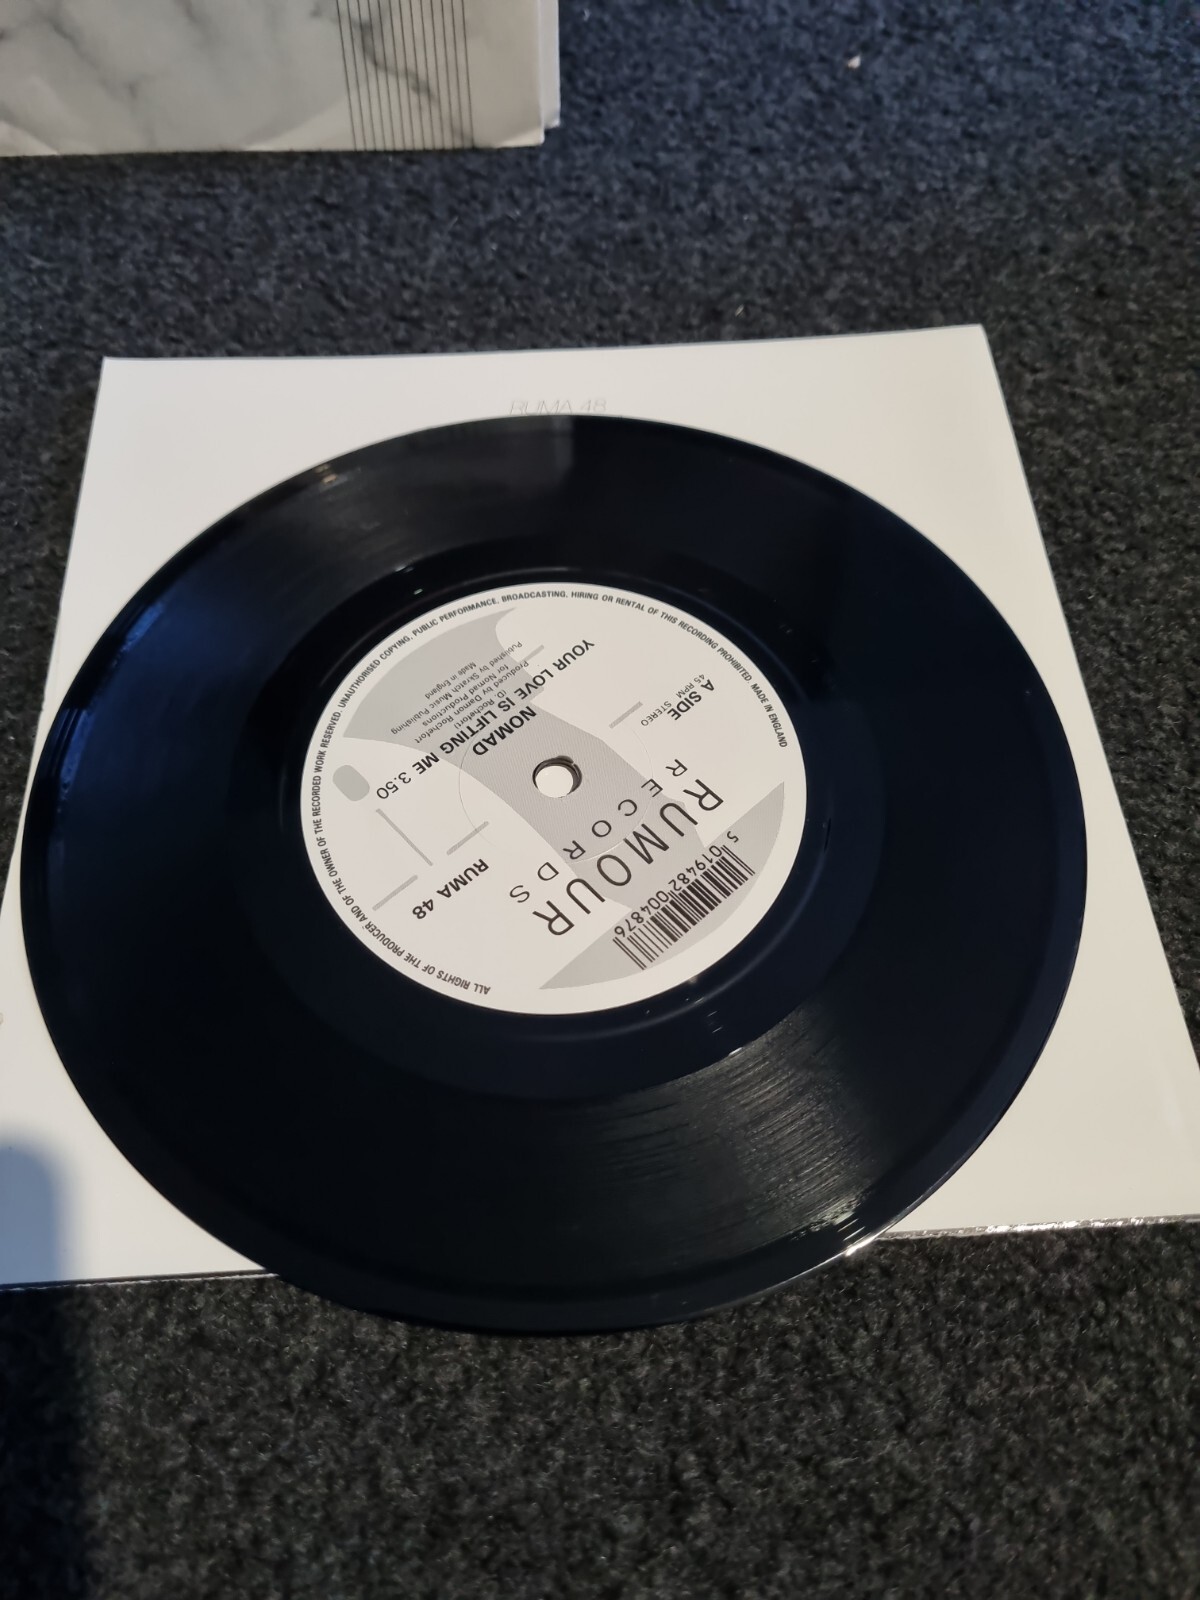 RUMA 48
RUMOUR
RECORDS
5 019482 004876
A SIDE
45 RPM STEREO
RUMA 48
NOMAD
YOUR LOVE IS LIFTING ME 3.50
(D. Rochefort)
Produced by Damon Rochefort
for Nomad Productions
Published by Skratch Music Publishing
Made in England
ALL RIGHTS OF THE PRODUCER AND OF THE OWNER OF THE RECORDED WORK RESERVED. UNAUTHORISED COPYING, PUBLIC PERFORMANCE, BROADCASTING, HIRING OR RENTAL OF THIS RECORDING PROHIBITED. MADE IN ENGLAND